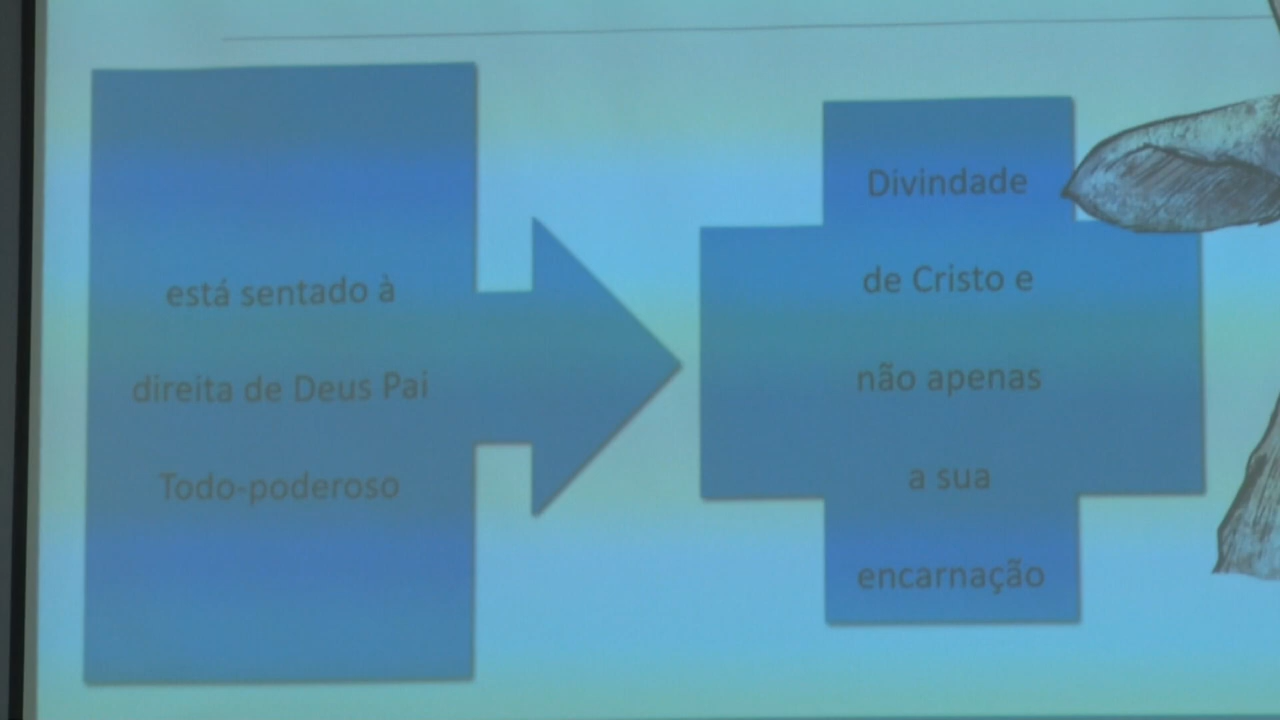 está sentado à
direita de Deus Pai
Todo-poderoso
Divindade
de Cristo e
não apenas
a sua
encarnação